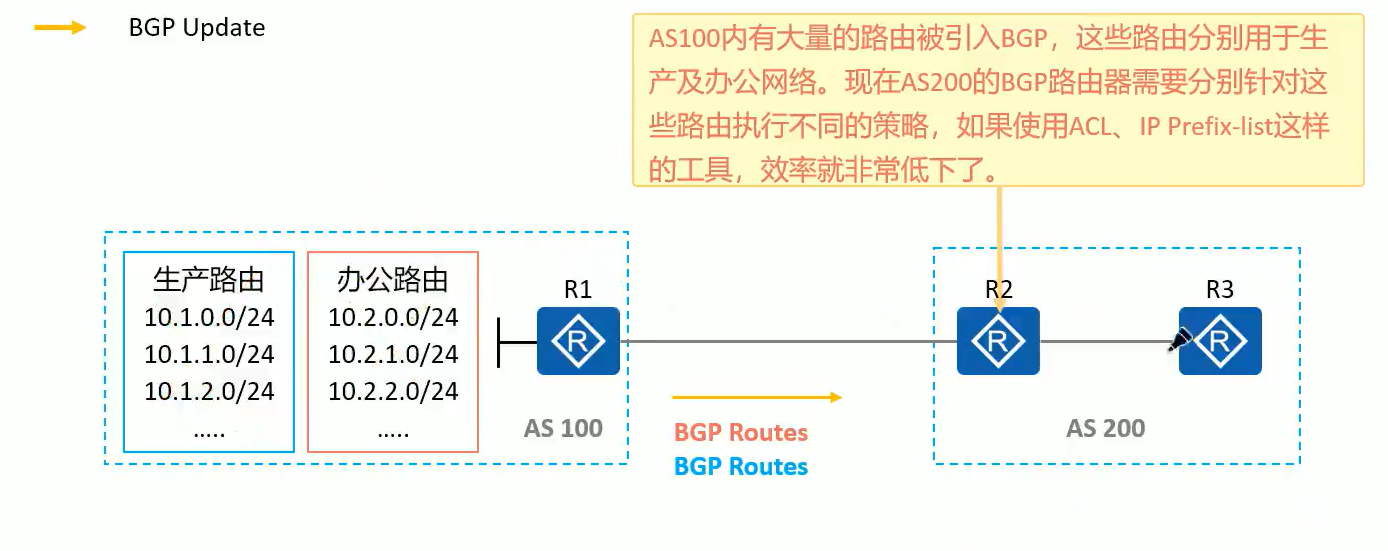 BGP Update
AS100内有大量的路由被引入BGP，这些路由分别用于生
产及办公网络。现在AS200的BGP路由器需要分别针对这
些路由执行不同的策略，如果使用ACL、IP Prefix-list这样
的工具，效率就非常低下了。
生产路由
10.1.0.0/24
10.1.1.0/24
10.1.2.0/24
.....
办公路由
10.2.0.0/24
10.2.1.0/24
10.2.2.0/24
.....
R1
R
AS 100
BGP Routes
BGP Routes
R2
R
R3
R
AS 200